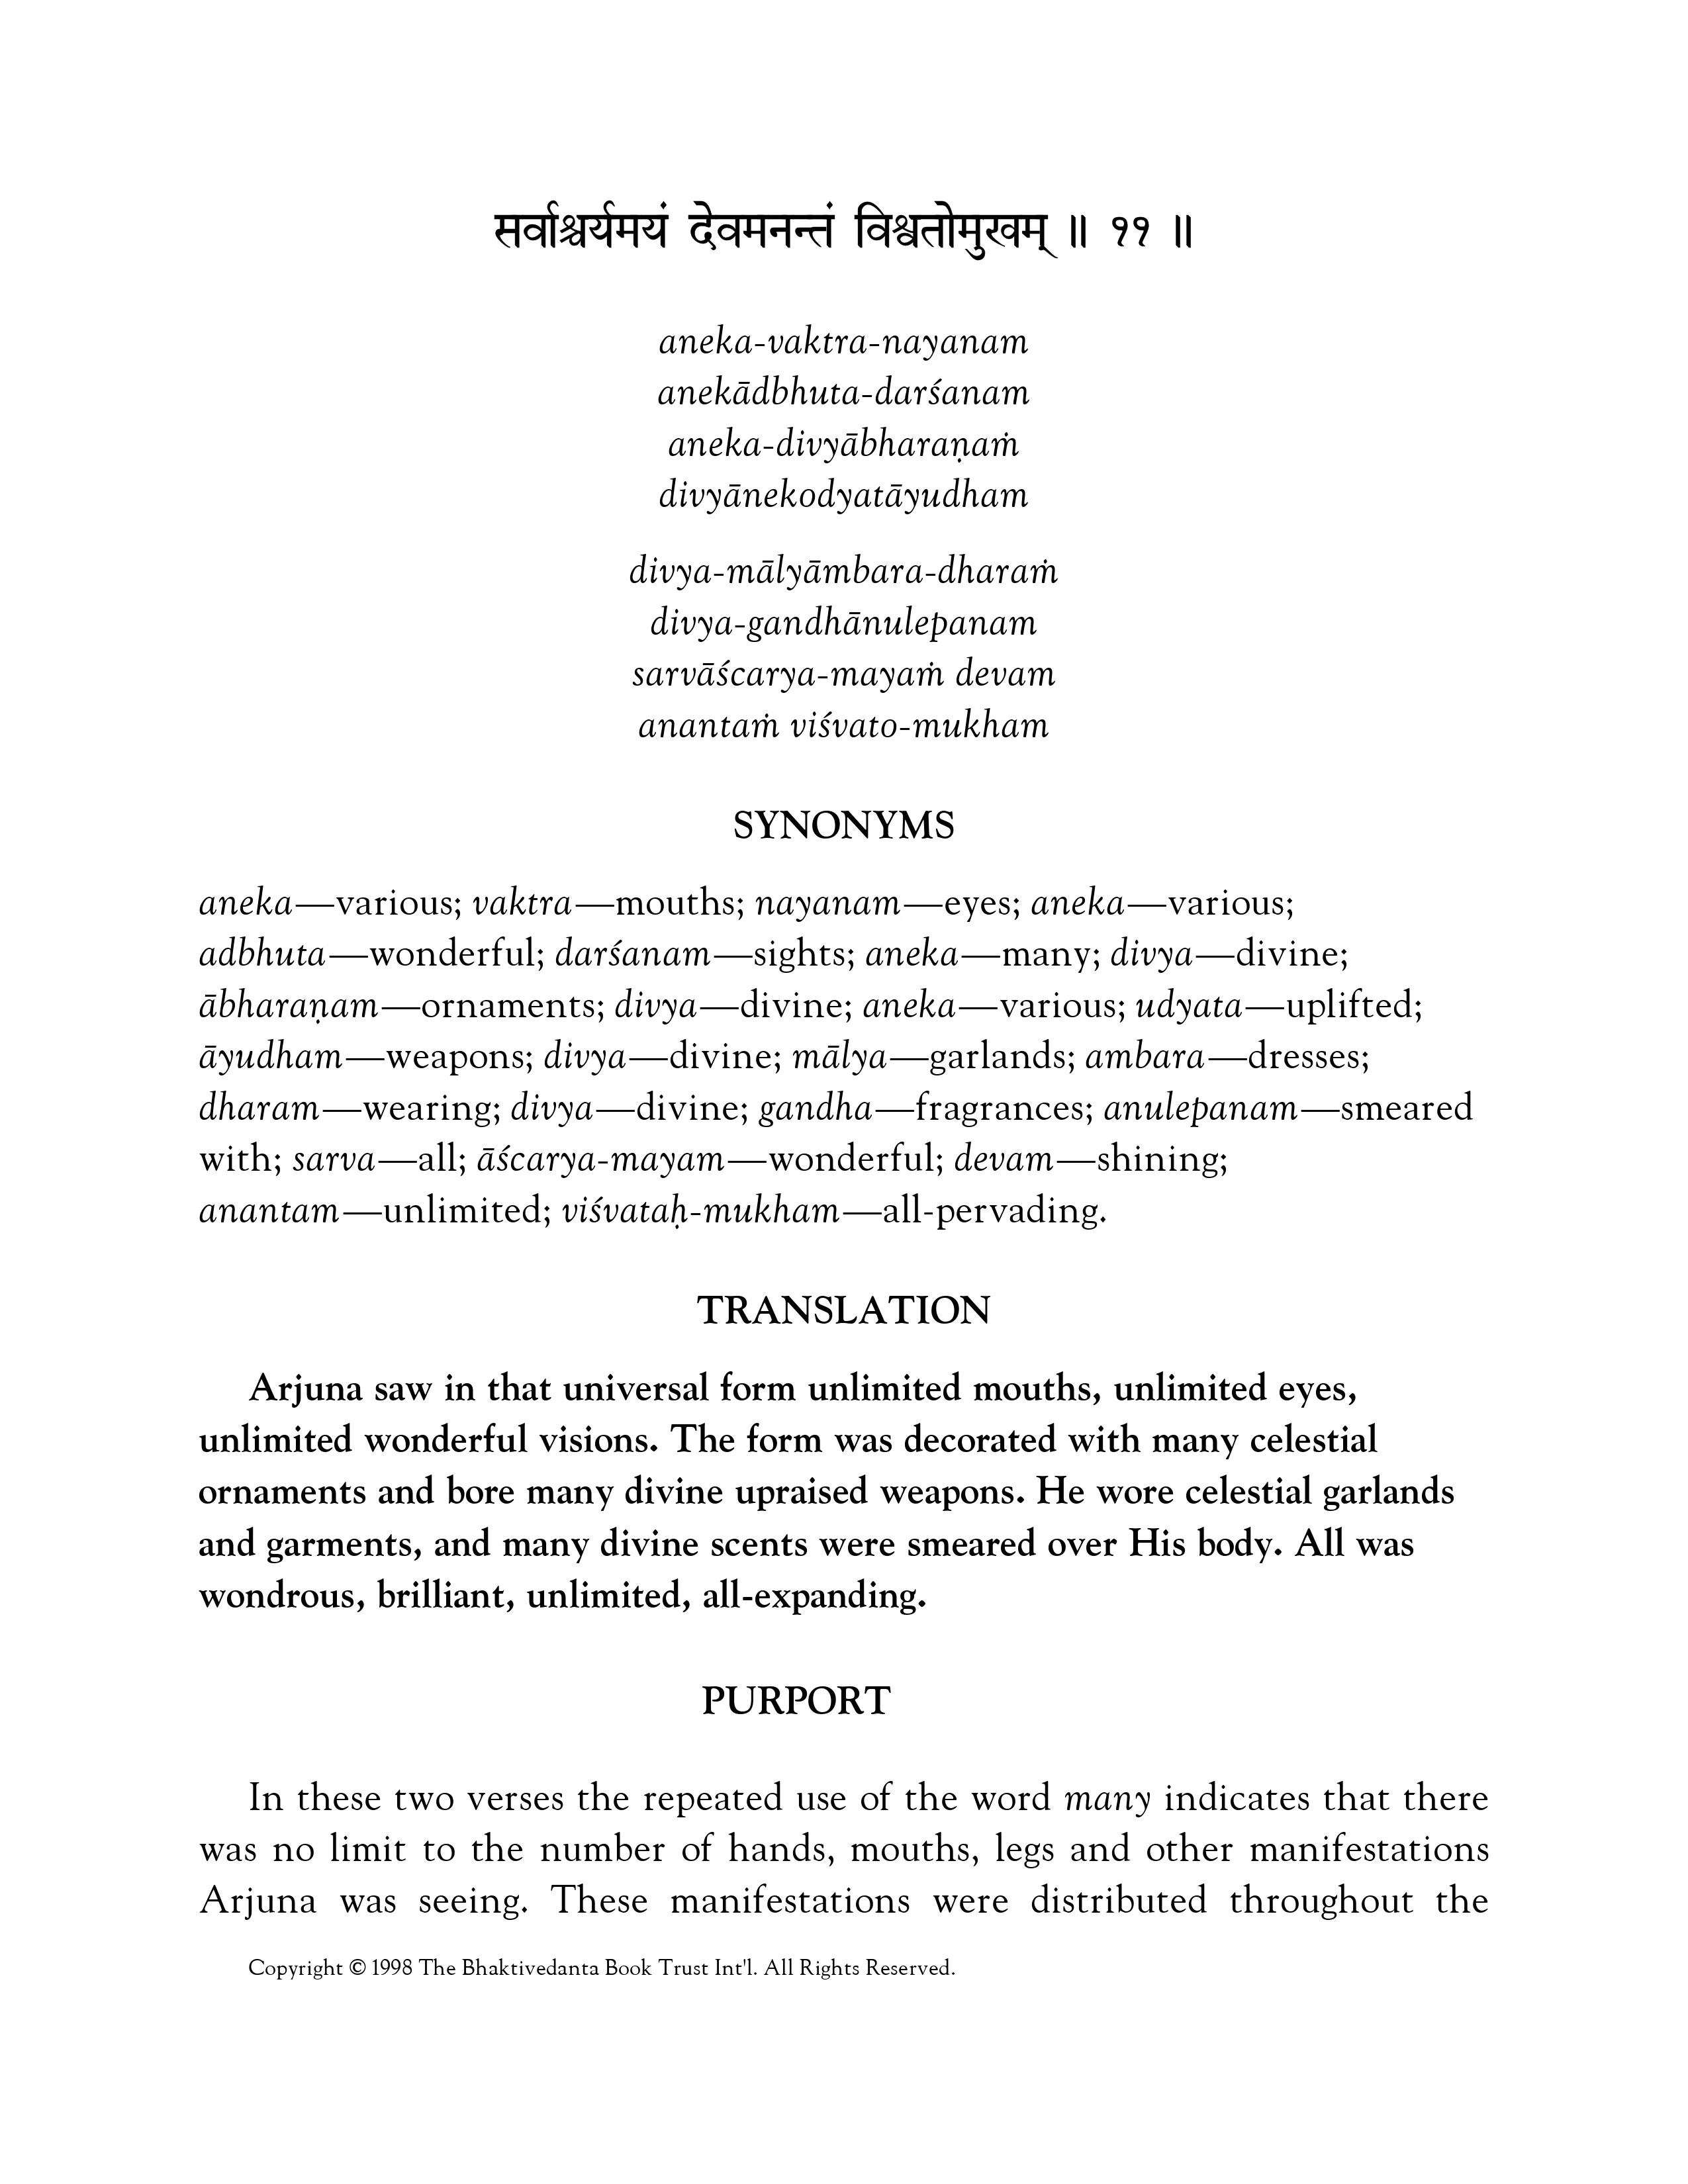 सर्वाश्चर्यमयं देवमनन्तं विश्वतोमुखम् ॥ ११ ॥
aneka-vaktra-nayanam
anekādbhuta-darśanam
aneka-divyābharaṇaṁ
divyānekodyatāyudham
divya-mālyāmbara-dharaṁ
divya-gandhānulepanam
sarvāścarya-mayaṁ devam
anantaṁ viśvato-mukham
SYNONYMS
aneka—various; vaktra—mouths; nayanam—eyes; aneka—various;
adbhuta—wonderful; darśanam—sights; aneka—many; divya—divine;
ābharaṇam—ornaments; divya—divine; aneka—various; udyata—uplifted;
āyudham—weapons; divya—divine; mālya—garlands; ambara—dresses;
dharam—wearing; divya—divine; gandha—fragrances; anulepanam—smeared
with; sarva—all; āścarya-mayam—wonderful; devam—shining;
anantam—unlimited; viśvataḥ-mukham—all-pervading.
TRANSLATION
Arjuna saw in that universal form unlimited mouths, unlimited eyes,
unlimited wonderful visions. The form was decorated with many celestial
ornaments and bore many divine upraised weapons. He wore celestial garlands
and garments, and many divine scents were smeared over His body. All was
wondrous, brilliant, unlimited, all-expanding.
PURPORT
In these two verses the repeated use of the word many indicates that there
was no limit to the number of hands, mouths, legs and other manifestations
Arjuna was seeing. These manifestations were distributed throughout the
Copyright © 1998 The Bhaktivedanta Book Trust Int'l. All Rights Reserved.